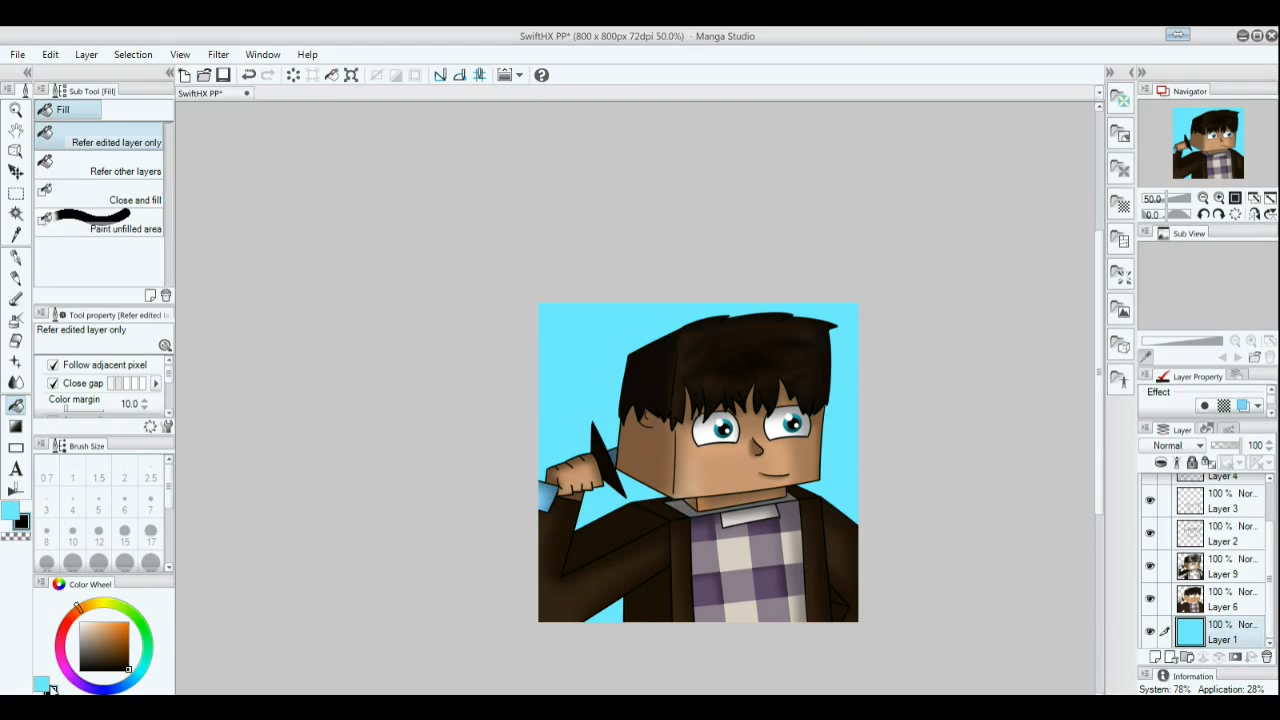 SwiftHX PP* (800 x 800px 72dpi 50.0%) - Manga Studio
File Edit Layer Selection View Filter Window Help
Sub Tool [Fill]
SwiftHX PP*
Navigator
Fill
Refer edited layer only
Refer other layers
Close and fill
Paint unfilled area
50.0
0.0
Sub View
Tool property [Refer edited la
Refer edited layer only
Follow adjacent pixel
Close gap
Color margin 10.0
Layer Property
Effect
Layer
Normal 100
Brush Size
0.7 1 1.5 2 2.5
3 4 5 6 7
8 10 12 15 17
Layer 4
100 % Nor...
Layer 3
100 % Nor...
Layer 2
100 % Nor...
Layer 9
100 % Nor...
Layer 6
100 % Nor...
Layer 1
Color Wheel
Information
System: 78% Application: 28%